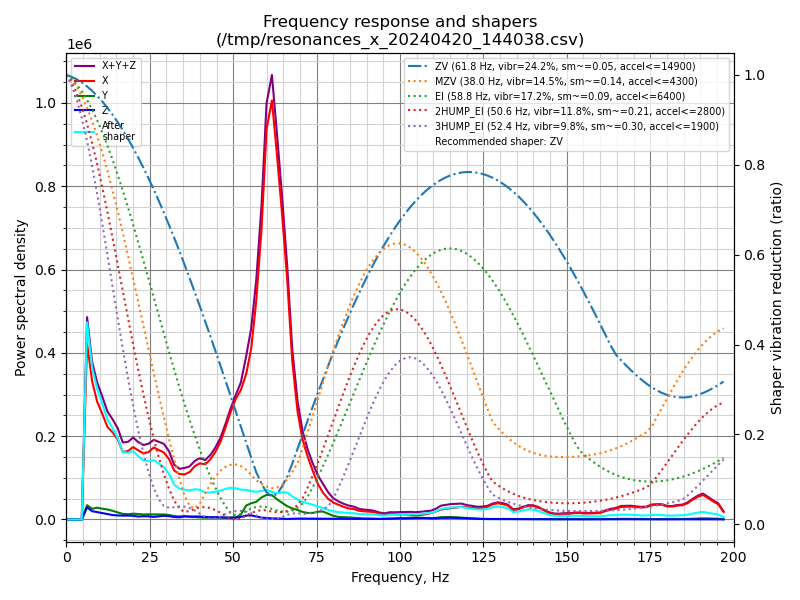 Frequency response and shapers
(/tmp/resonances_x_20240420_144038.csv)
1e6
X+Y+Z
X
Y
Z
After
shaper
ZV (61.8 Hz, vibr=24.2%, sm~=0.05, accel<=14900)
MZV (38.0 Hz, vibr=14.5%, sm~=0.14, accel<=4300)
EI (58.8 Hz, vibr=17.2%, sm~=0.09, accel<=6400)
2HUMP_EI (50.6 Hz, vibr=11.8%, sm~=0.21, accel<=2800)
3HUMP_EI (52.4 Hz, vibr=9.8%, sm~=0.30, accel<=1900)
Recommended shaper: ZV
Power spectral density
1.0
0.8
0.6
0.4
0.2
0.0
Shaper vibration reduction (ratio)
1.0
0.8
0.6
0.4
0.2
0.0
0 25 50 75 100 125 150 175 200
Frequency, Hz